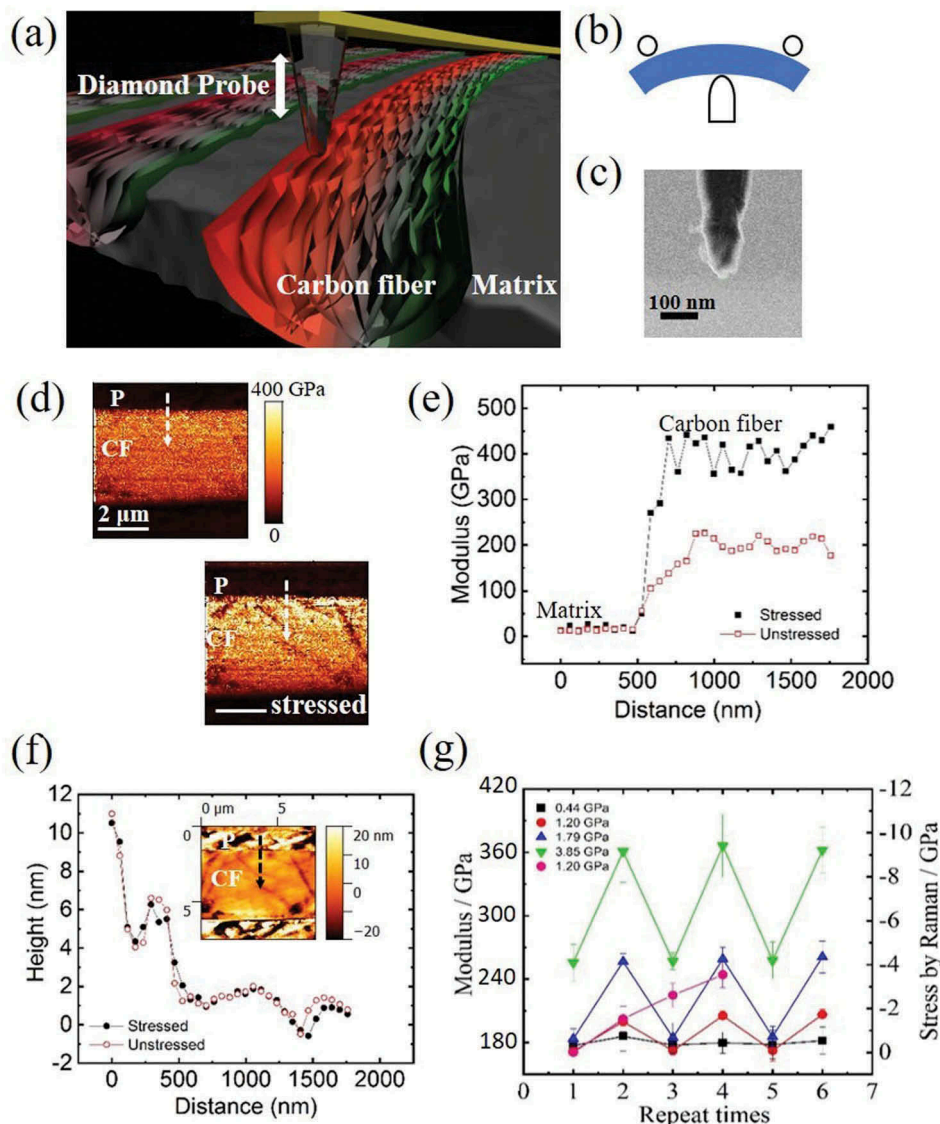 (a)
Diamond Probe
Carbon fiber
Matrix
(b)
(c)
100 nm
(d)
P
CF
2 μm
400 GPa
0
P
CF
stressed
(e)
500
400
300
200
100
0
Modulus (GPa)
Carbon fiber
Matrix
Stressed
Unstressed
0 500 1000 1500 2000
Distance (nm)
(f)
12
10
8
6
4
2
0
-2
Height (nm)
0 μm 5
0
5
P
CF
20 nm
10
0
-10
-20
Stressed
Unstressed
0 500 1000 1500 2000
Distance (nm)
(g)
420
360
300
240
180
Modulus / GPa
0.44 GPa
1.20 GPa
1.79 GPa
3.85 GPa
1.20 GPa
-12
-10
-8
-6
-4
-2
0
Stress by Raman / GPa
1 2 3 4 5 6 7
Repeat times